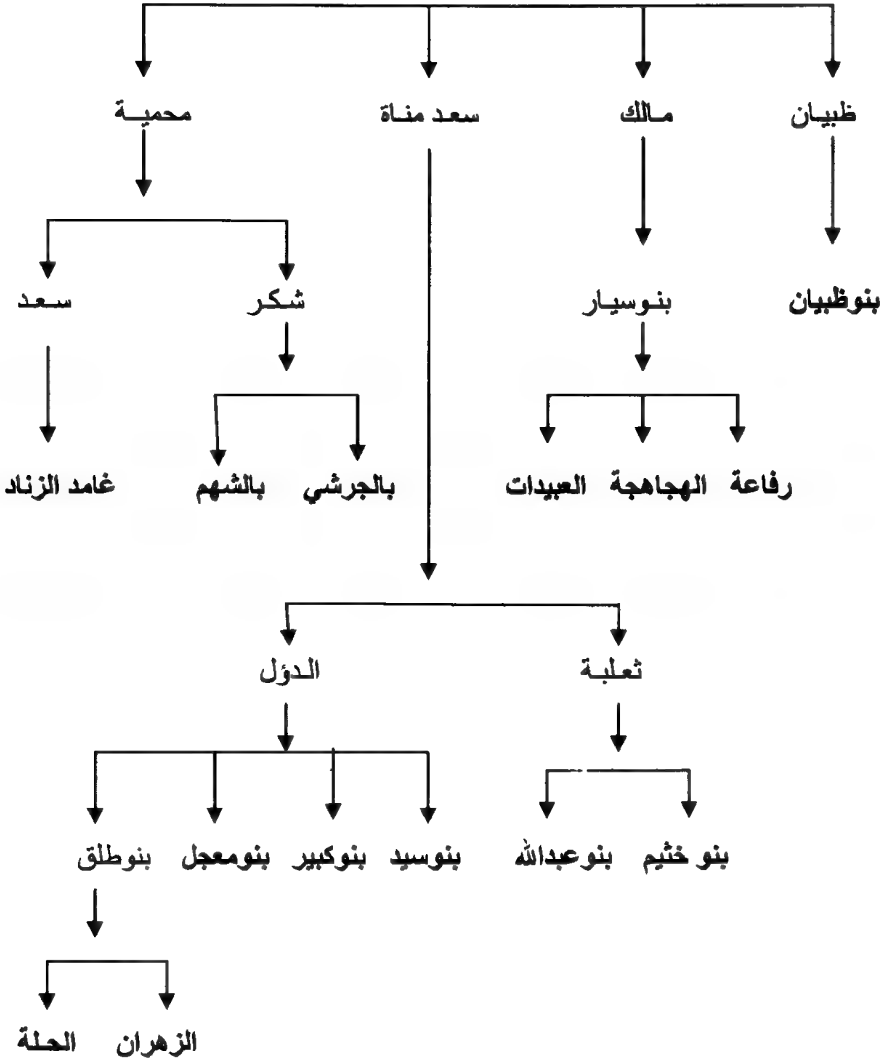 ظبيان مالك سعد مناة محمية
بنوظبيان بنوسيار شكر سعد
رفاعة الهجاهجة العبيدات بالجرشي بالشهم غامد الزناد
ثعلبة الدؤل
بنو خثيم بنوعبدالله بنوسيد بنوكبير بنومعجل بنوطلق
الزهران الحلة